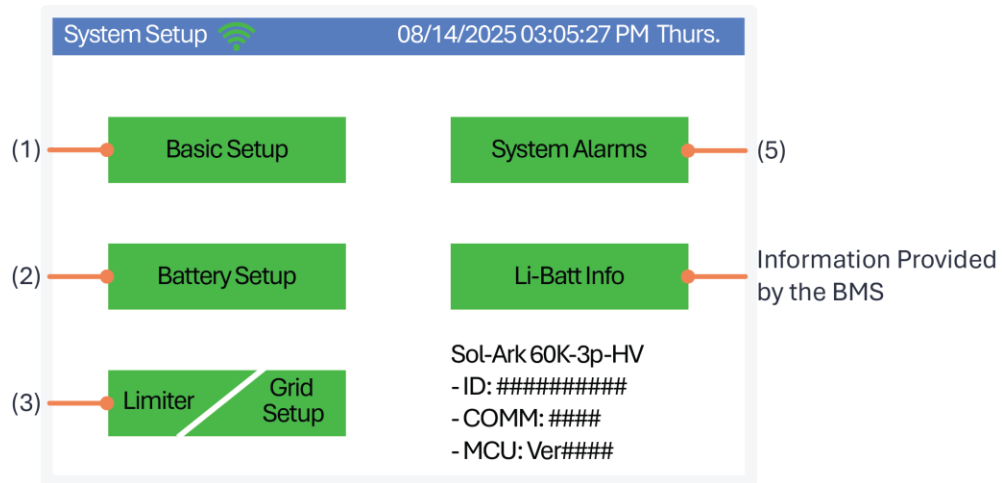 System Setup
08/14/2025 03:05:27 PM Thurs.
(1)
Basic Setup
System Alarms
(5)
(2)
Battery Setup
Li-Batt Info
Information Provided
by the BMS
(3)
Limiter
Grid
Setup
Sol-Ark 60K-3p-HV
- ID: ##########
- COMM: ####
- MCU: Ver####